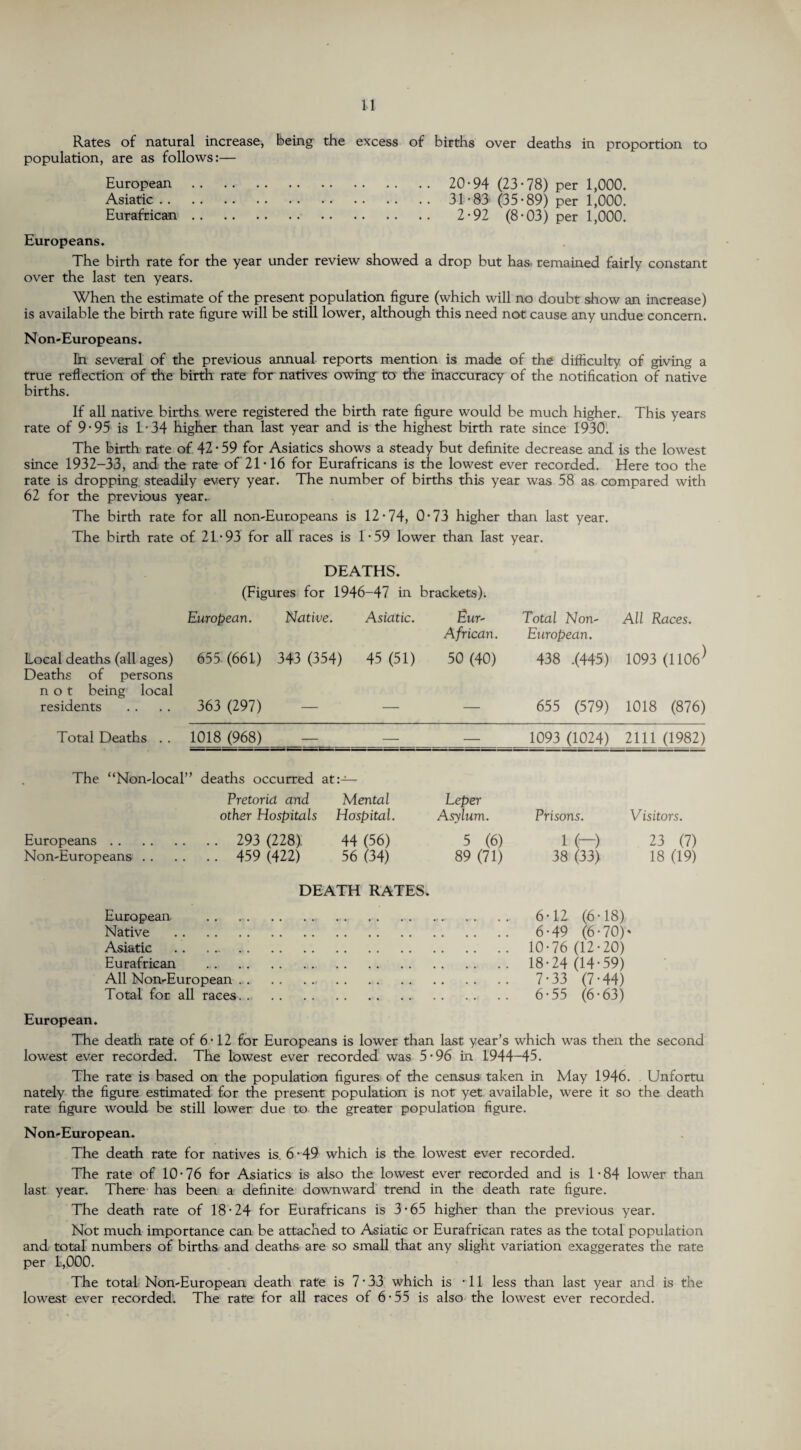 11
Rates of natural increase, being the excess of births over deaths in proportion to
population, are as follows:—
European .. .. .. .. .. .. .. .. .. .. 20·94 (23·78) per 1,000.
Asiatic .. .. .. .. .. .. .. .. .. .. .. 31·83 (35·89) per 1,000.
Eurafrican .. .. .. .. .. .. .. .. .. .. 2·92 (8·03) per 1,000.
Europeans.
The birth rate for the year under review showed a drop but has remained fairly constant
over the last ten years.
When the estimate of the present population figure (which will no doubt show an increase)
is available the birth rate figure will be still lower, although this need not cause any undue concern.
Non-Europeans.
In several of the previous annual reports mention is made of the difficulty of giving a
true reflection of the birth rate for natives owing to the inaccuracy of the notification of native
births.
If all native births were registered the birth rate figure would be much higher. This years
rate of 9·95 is 1·34 higher than last year and is the highest birth rate since 1930.
The birth rate of 42·59 for Asiatics shows a steady but definite decrease and is the lowest
since 1932–33, and the rate of 21·16 for Eurafricans is the lowest ever recorded. Here too the
rate is dropping steadily every year. The number of births this year was 58 as compared with
62 for the previous year.
The birth rate for all non-Europeans is 12·74, 0·73 higher than last year.
The birth rate of 21·93 for all races is 1·59 lower than last year.
DEATHS.
(Figures for 1946–47 in brackets).
European. Native. Asiatic. Eur- Total Non- All Races.
African. European.
Local deaths (all ages) 655 (661) 343 (354) 45 (51) 50 (40) 438 .(445) 1093 (1106)
Deaths of persons
not being local
residents .. .. 363 (297) — — — 655 (579) 1018 (876)
Total Deaths .. 1018 (968) — — — 1093 (1024) 2111 (1982)
The “Non-local” deaths occurred at:—
Pretoria and Mental Leper
other Hospitals Hospital. Asylum. Prisons. Visitors.
Europeans .. .. .. .. 293 (228) 44 (56) 5 (6) 1 (—) 23 (7)
Non-Europeans .. .. .. 459 (422) 56 (34) 89 (71) 38 (33) 18 (19)
DEATH RATES.
European .. .. .. .. .. .. .. .. .. .. .. 6·12 (6·18)
Native .. .. .. .. .. .. .. .. .. .. .. 6·49 (6·70)
Asiatic .. .. .. .. .. .. .. .. .. .. .. 10·76 (12·20)
Eurafrican .. .. .. .. .. .. .. .. .. .. 18·24 (14·59)
All Non-European .. .. .. .. .. .. .. .. .. 7·33 (7·44)
Total for all races .. .. .. .. .. .. .. .. .. 6·55 (6·63)
European.
The death rate of 6·12 for Europeans is lower than last year’s which was then the second
lowest ever recorded. The lowest ever recorded was 5·96 in 1944–45.
The rate is based on the population figures of the census taken in May 1946. Unfortu
nately the figure estimated for the present population is not yet available, were it so the death
rate figure would be still lower due to the greater population figure.
Non-European.
The death rate for natives is 6·49 which is the lowest ever recorded.
The rate of 10·76 for Asiatics is also the lowest ever recorded and is 1·84 lower than
last year. There has been a definite downward trend in the death rate figure.
The death rate of 18·24 for Eurafricans is 3·65 higher than the previous year.
Not much importance can be attached to Asiatic or Eurafrican rates as the total population
and total numbers of births and deaths are so small that any slight variation exaggerates the rate
per 1,000.
The total Non-European death rate is 7·33 which is ·11 less than last year and is the
lowest ever recorded. The rate for all races of 6·55 is also the lowest ever recorded.